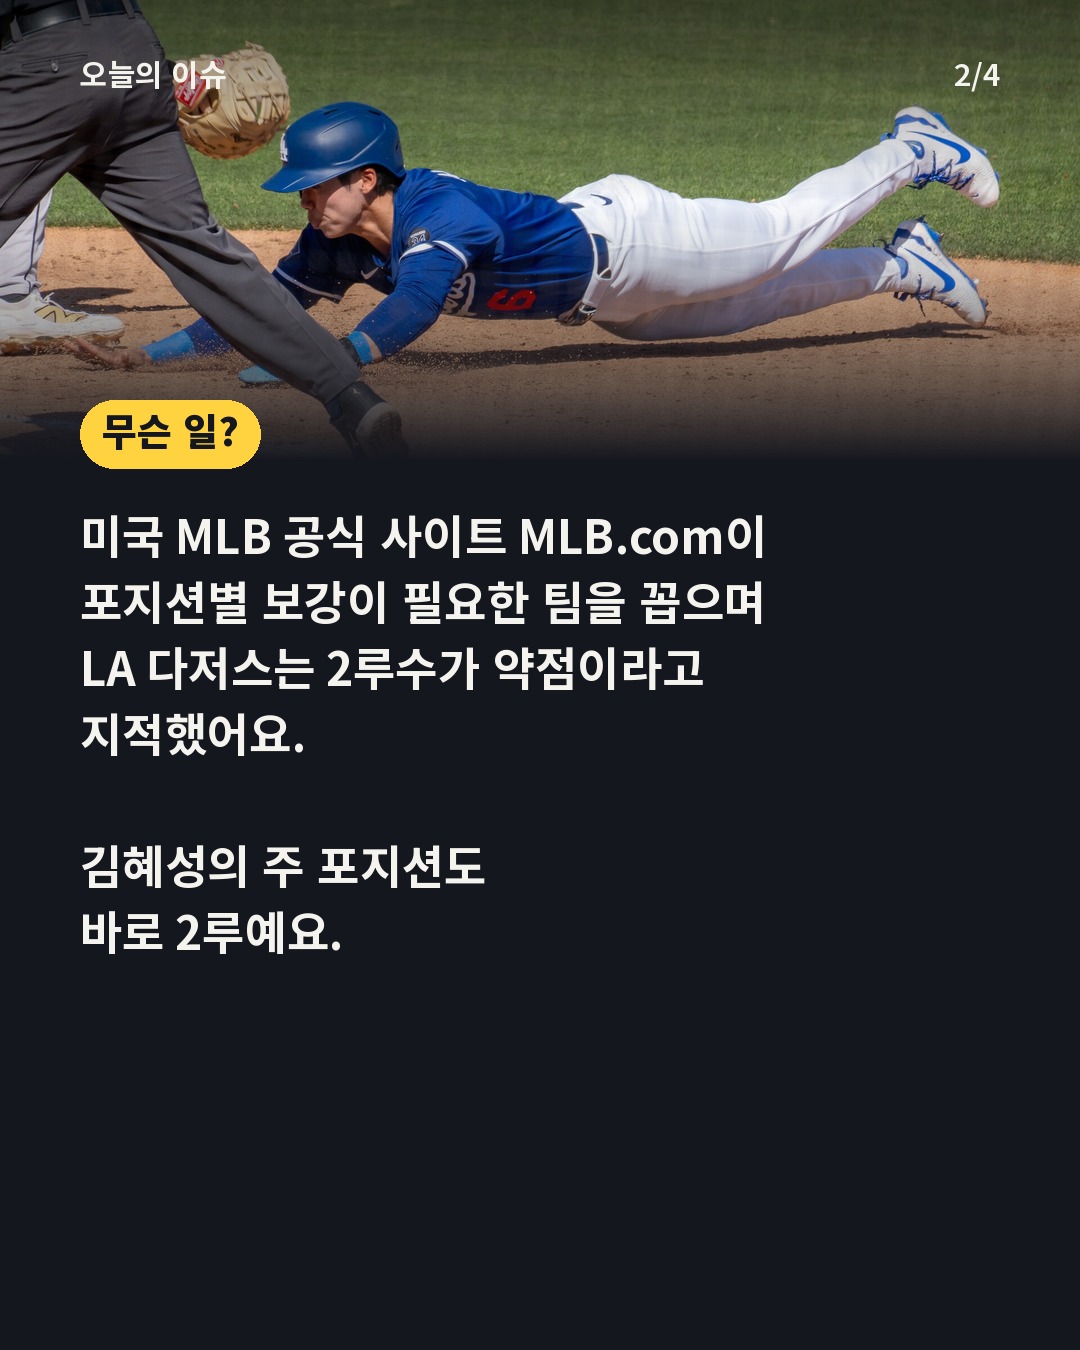 오늘의 이슈
2/4
6
무슨 일?
미국 MLB 공식 사이트 MLB.com이
포지션별 보강이 필요한 팀을 꼽으며
LA 다저스는 2루수가 약점이라고
지적했어요.
김혜성의 주 포지션도
바로 2루예요.